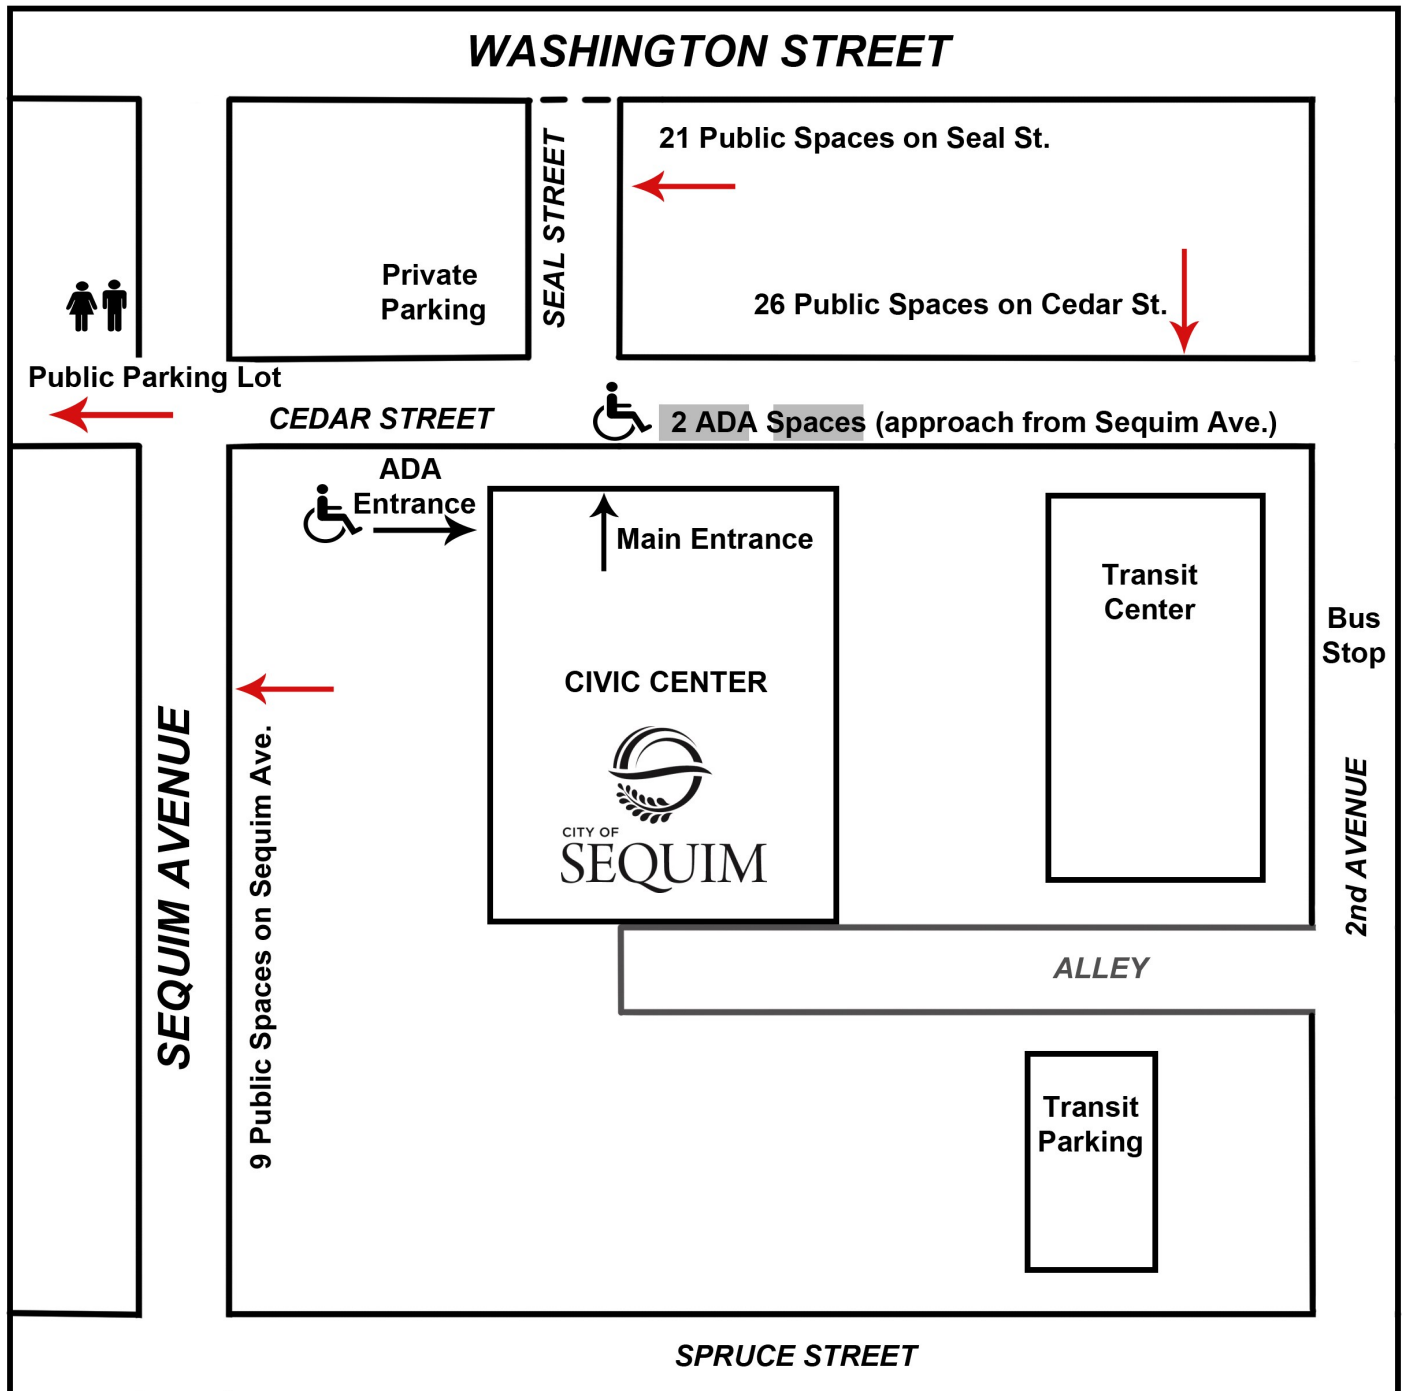 WASHINGTON STREET
21 Public Spaces on Seal St.
SEAL STREET
Private
Parking
26 Public Spaces on Cedar St.
Public Parking Lot
CEDAR STREET
2 ADA Spaces (approach from Sequim Ave.)
ADA
Entrance
Main Entrance
Transit
Center
Bus
Stop
CIVIC CENTER
CITY OF
SEQUIM
SEQUIM AVENUE
9 Public Spaces on Sequim Ave.
2nd AVENUE
ALLEY
Transit
Parking
SPRUCE STREET